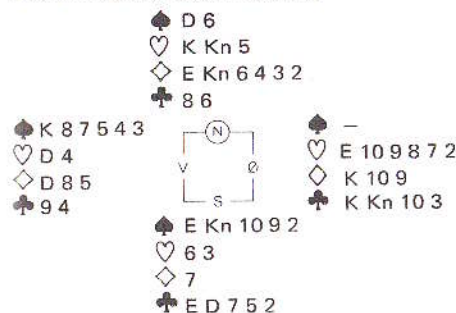 ♠ D 6
♡ K Kn 5
♢ E Kn 6 4 3 2
♣ 8 6
♠ K 8 7 5 4 3
♡ D 4
♢ D 8 5
♣ 9 4
N
V Ø
S
♠ –
♡ E 10 9 8 7 2
♢ K 10 9
♣ K Kn 10 3
♠ E Kn 10 9 2
♡ 6 3
♢ 7
♣ E D 7 5 2